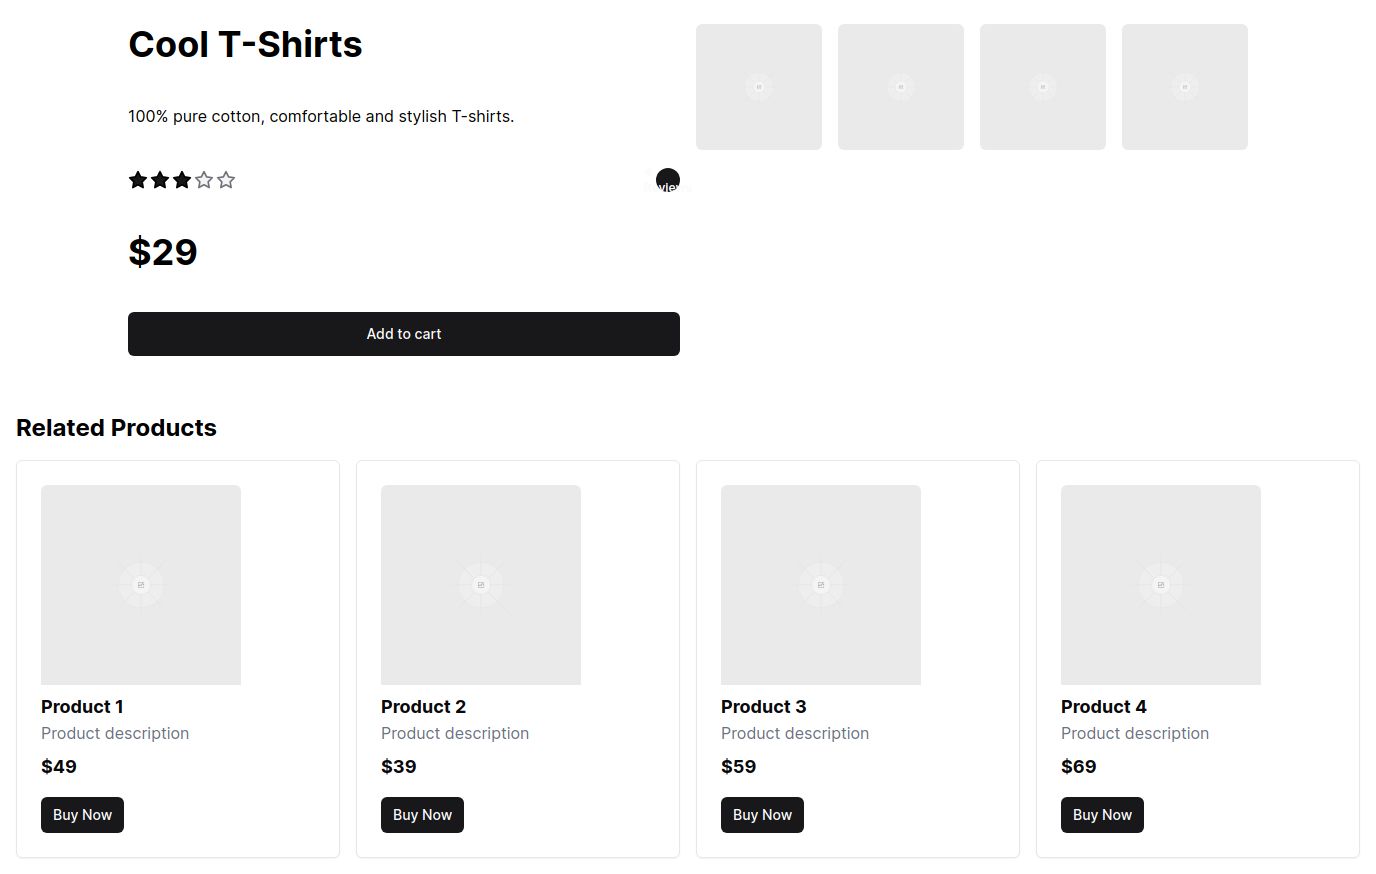 Cool T-Shirts
100% pure cotton, comfortable and stylish T-shirts.
$29
Add to cart
Related Products
Product 1
Product description
$49
Buy Now
Product 2
Product description
$39
Buy Now
Product 3
Product description
$59
Buy Now
Product 4
Product description
$69
Buy Now